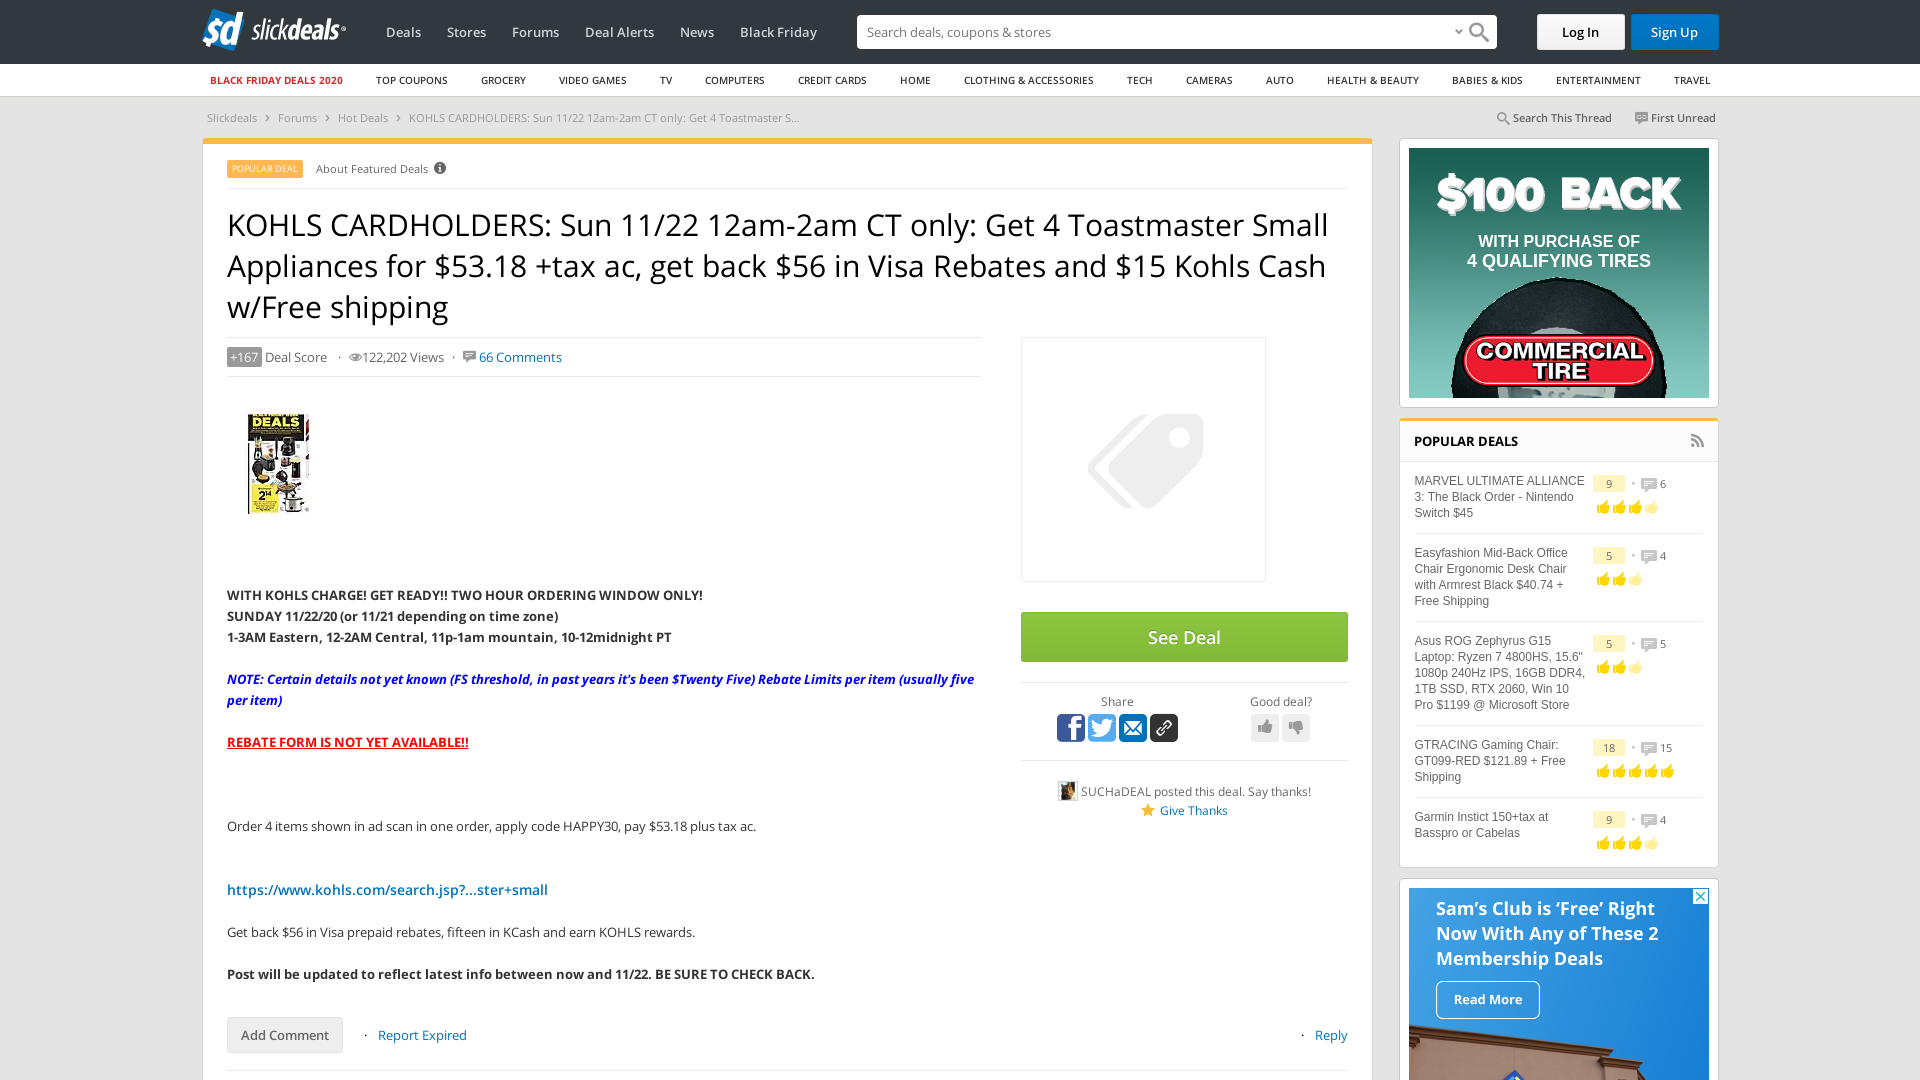 slickdeals
Deals
Stores
Forums
Deal Alerts
News
Black Friday
Search deals, coupons & shops
Log In
Sign Up
BLACK FRIDAY DEALS 2020
TOP COUPONS
GROCERY
VIDEO GAMES
TV
COMPUTERS
CREDIT CARDS
HOME
CLOTHING & ACCESSORIES
TECH
CAMERAS
AUTO
HEALTH & BEAUTY
BABIES & KIDS
ENTERTAINMENT
TRAVEL
Slickdeals > Forums > Hot Deals > KOHLS CARDHOLDERS: Sun 11/22 12am-2am CT only: Get 4 Toastmaster S...
Search This Thread
First Unread
POPULAR DEAL
About Featured Deals
KOHLS CARDHOLDERS: Sun 11/22 12am-2am CT only: Get 4 Toastmaster Small
Appliances for $53.18 +tax ac, get back $56 in Visa Rebates and $15 Kohls Cash
w/Free shipping
+167 Deal Score · 122,202 Views · 66 Comments
DEALS
2 14
WITH KOHLS CHARGE! GET READY!! TWO HOUR ORDERING WINDOW ONLY!
SUNDAY 11/22/20 (or 11/21 depending on time zone)
1-3AM Eastern, 12-2AM Central, 11p-1am mountain, 10-12midnight PT
NOTE: Certain details not yet known (FS threshold, in past years it's been $Twenty Five) Rebate Limits per item (usually five
per item)
REBATE FORM IS NOT YET AVAILABLE!!
Order 4 items shown in ad scan in one order, apply code HAPPY30, pay $53.18 plus tax ac.
https://www.kohls.com/search.jsp?...ster+small
Get back $56 in Visa prepaid rebates, fifteen in KCash and earn KOHLS rewards.
Post will be updated to reflect latest info between now and 11/22. BE SURE TO CHECK BACK.
Add Comment · Report Expired
· Reply
See Deal
Share
Good deal?
SUCHaDEAL posted this deal. Say thanks!
Give Thanks
$100 BACK
WITH PURCHASE OF
4 QUALIFYING TIRES
COMMERCIAL
TIRE
POPULAR DEALS
MARVEL ULTIMATE ALLIANCE
3: The Black Order - Nintendo
Switch $45
9 • 6
Easyfashion Mid-Back Office
Chair Ergonomic Desk Chair
with Armrest Black $40.74 +
Free Shipping
5 • 4
Asus ROG Zephyrus G15
Laptop: Ryzen 7 4800HS, 15.6"
1080p 240Hz IPS, 16GB DDR4,
1TB SSD, RTX 2060, Win 10
Pro $1199 @ Microsoft Store
5 • 5
GTRACING Gaming Chair:
GT099-RED $121.89 + Free
Shipping
18 • 15
Garmin Instict 150+tax at
Basspro or Cabelas
9 • 4
Sam's Club is 'Free' Right
Now With Any of These 2
Membership Deals
Read More